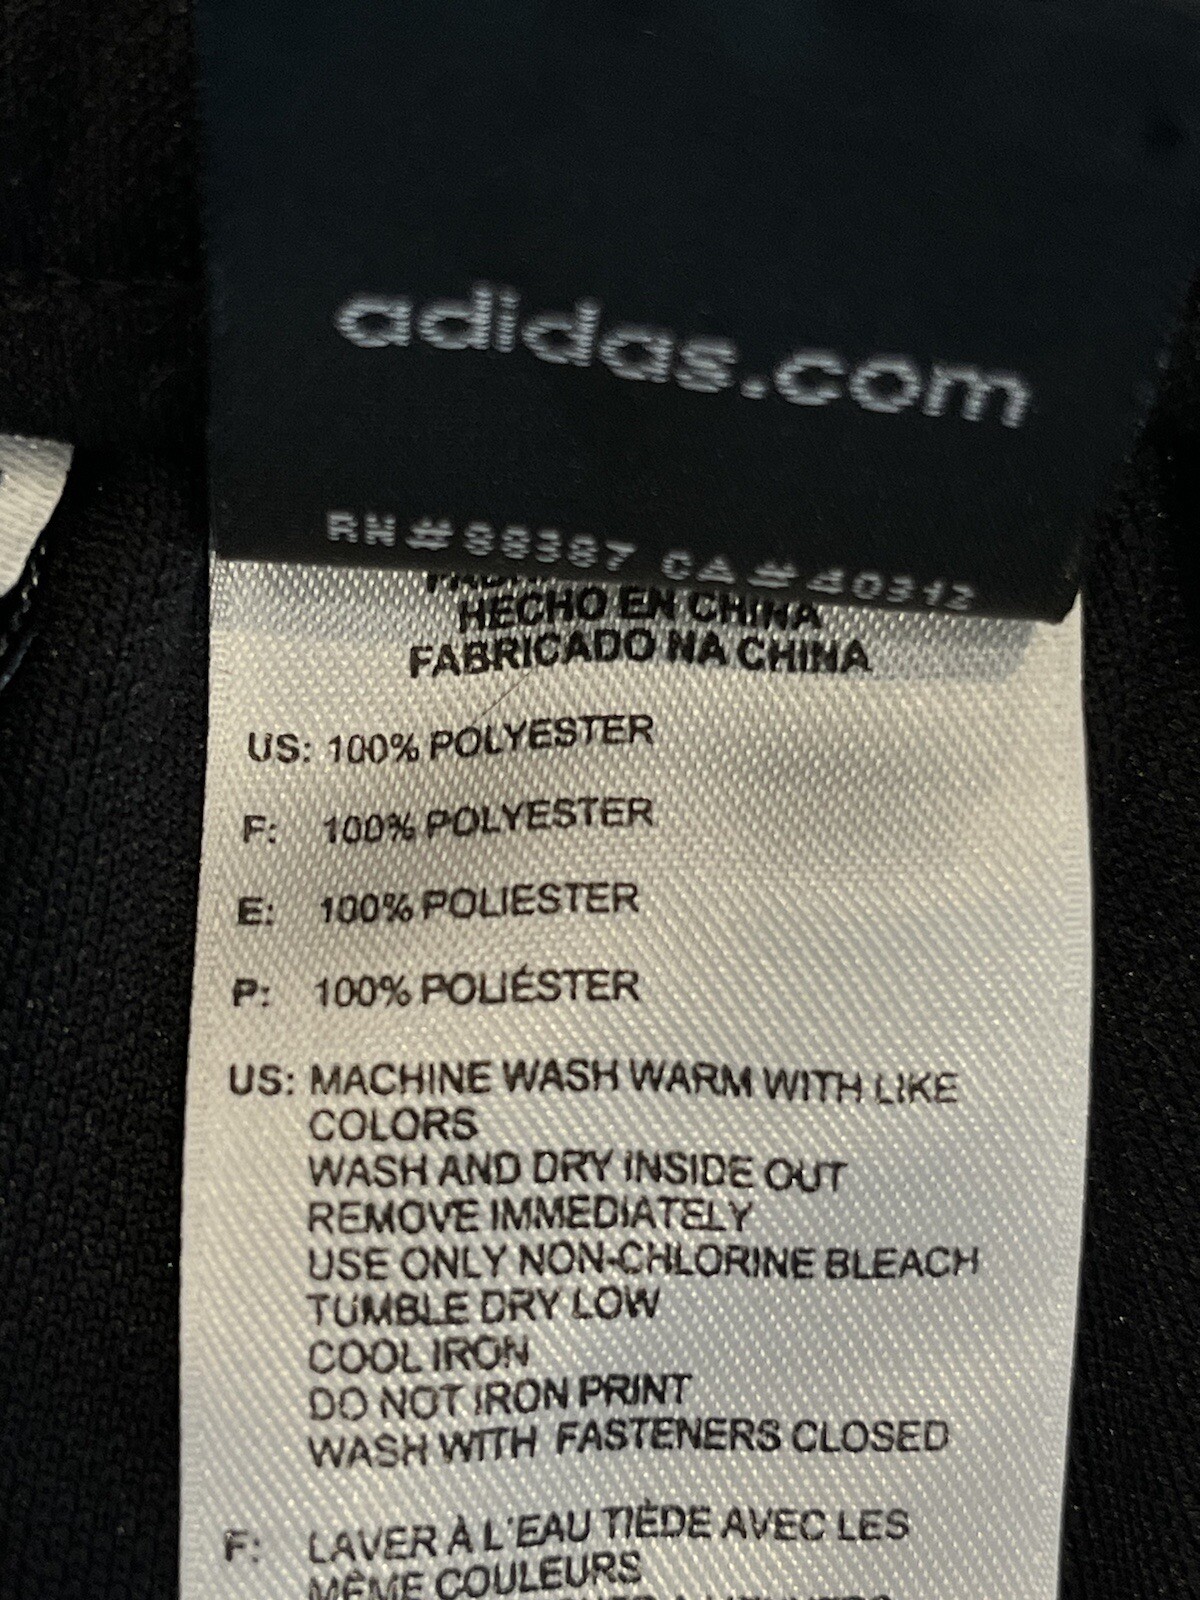 adidas.com
RN#88387 CA#40312
HECHO EN CHINA
FABRICADO NA CHINA
US: 100% POLYESTER
F: 100% POLYESTER
E: 100% POLIESTER
P: 100% POLIÉSTER
US: MACHINE WASH WARM WITH LIKE
COLORS
WASH AND DRY INSIDE OUT
REMOVE IMMEDIATELY
USE ONLY NON-CHLORINE BLEACH
TUMBLE DRY LOW
COOL IRON
DO NOT IRON PRINT
WASH WITH FASTENERS CLOSED
F: LAVER À L'EAU TIÈDE AVEC LES
MÊME COULEURS